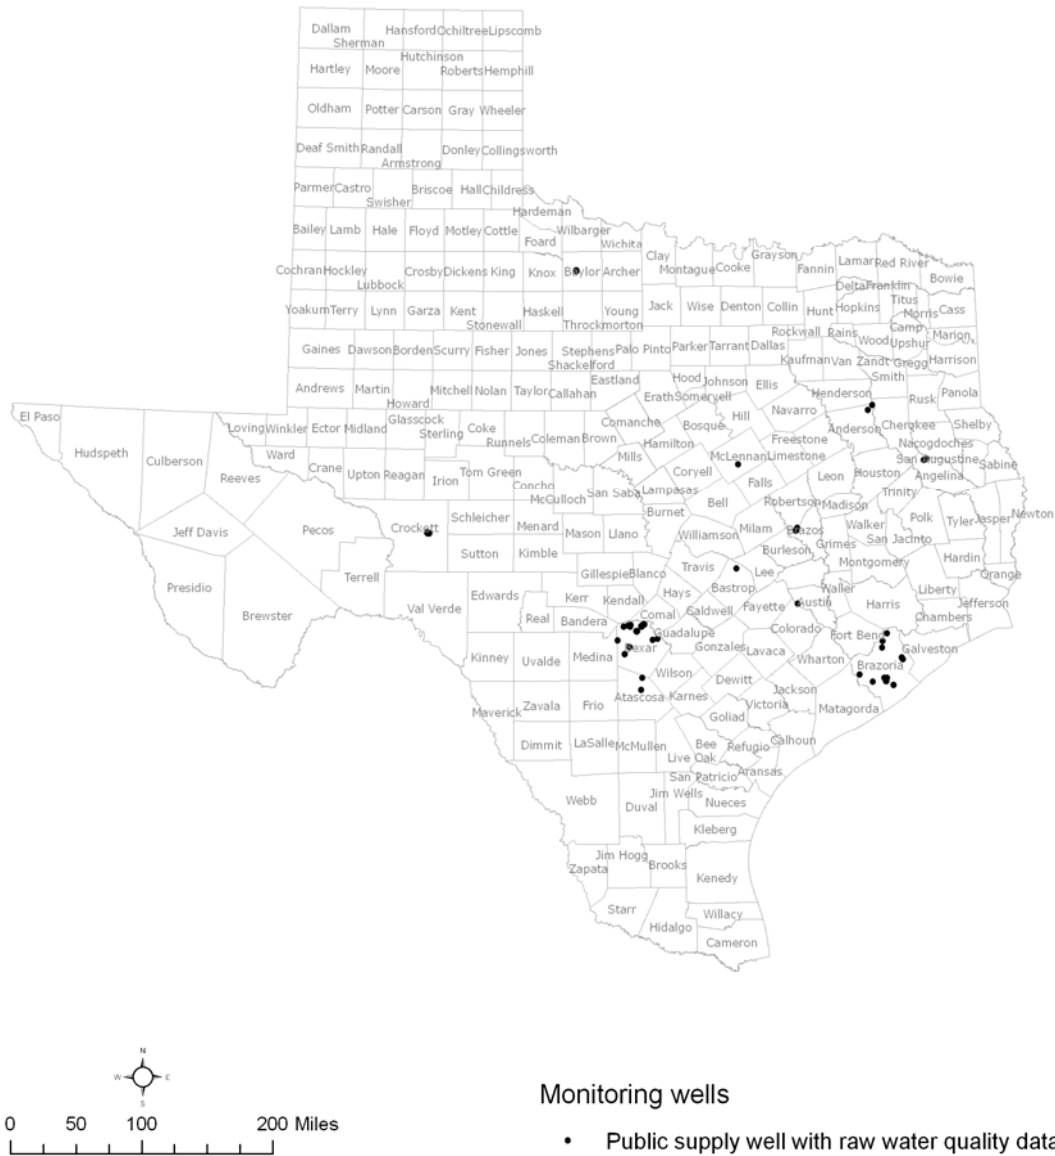 Dallam
Sherman
Hansford
Ochiltree
Lipscomb
Hartley
Moore
Hutchinson
Roberts
Hemphill
Oldham
Potter
Carson
Gray
Wheeler
Deaf Smith
Randall
Armstrong
Donley
Collingsworth
Parmer
Castro
Swisher
Briscoe
Hall
Childress
Hardeman
Bailey
Lamb
Hale
Floyd
Motley
Cottle
Foard
Wilbarger
Wichita
Clay
Montague
Cooke
Grayson
Fannin
Lamar
Red River
Bowie
Cochran
Hockley
Lubbock
Crosby
Dickens
King
Knox
Baylor
Archer
Delta
Franklin
Titus
Morris
Cass
Yoakum
Terry
Lynn
Garza
Kent
Stonewall
Haskell
Throckmorton
Young
Jack
Wise
Denton
Collin
Hunt
Hopkins
Camp
Marion
Rockwall
Rains
Wood
Upshur
Gaines
Dawson
Borden
Scurry
Fisher
Jones
Stephens
Shackelford
Palo Pinto
Parker
Tarrant
Dallas
Kaufman
Van Zandt
Gregg
Harrison
Smith
Andrews
Martin
Howard
Mitchell
Nolan
Taylor
Callahan
Eastland
Hood
Johnson
Ellis
Erath
Somervell
Henderson
Rusk
Panola
El Paso
Hudspeth
Culberson
Reeves
Loving
Winkler
Ector
Midland
Glasscock
Sterling
Coke
Runnels
Coleman
Brown
Comanche
Bosque
Hill
Navarro
Anderson
Cherokee
Shelby
Nacogdoches
Ward
Crane
Upton
Reagan
Irion
Tom Green
Concho
McCulloch
San Saba
Mills
Hamilton
Coryell
McLennan
Limestone
Freestone
Falls
Leon
Houston
San Augustine
Angelina
Sabine
Lampasas
Burnet
Bell
Robertson
Madison
Trinity
Polk
Tyler
Jasper
Newton
Jeff Davis
Pecos
Crockett
Schleicher
Menard
Mason
Llano
Williamson
Milam
Brazos
Burleson
Grimes
Walker
San Jacinto
Hardin
Presidio
Brewster
Terrell
Sutton
Kimble
Gillespie
Blanco
Travis
Bastrop
Lee
Montgomery
Liberty
Orange
Jefferson
Chambers
Val Verde
Edwards
Real
Kerr
Bandera
Kendall
Comal
Hays
Caldwell
Fayette
Austin
Waller
Harris
Guadalupe
Gonzales
Lavaca
Colorado
Fort Bend
Galveston
Kinney
Uvalde
Medina
Bexar
Wilson
Dewitt
Wharton
Brazoria
Maverick
Zavala
Frio
Atascosa
Karnes
Goliad
Victoria
Jackson
Matagorda
Dimmit
LaSalle
McMullen
Live Oak
Bee
Refugio
Calhoun
Aransas
San Patricio
Webb
Duval
Jim Wells
Nueces
Kleberg
Zapata
Jim Hogg
Brooks
Kenedy
Starr
Hidalgo
Willacy
Cameron
N
W
E
S
0 50 100 200 Miles
Monitoring wells
• Public supply well with raw water quality data